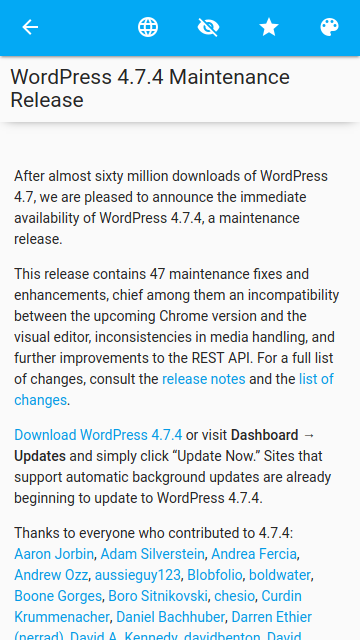 WordPress 4.7.4 Maintenance
Release
After almost sixty million downloads of WordPress
4.7, we are pleased to announce the immediate
availability of WordPress 4.7.4, a maintenance
release.
This release contains 47 maintenance fixes and
enhancements, chief among them an incompatibility
between the upcoming Chrome version and the
visual editor, inconsistencies in media handling, and
further improvements to the REST API. For a full list
of changes, consult the release notes and the list of
changes.
Download WordPress 4.7.4 or visit Dashboard →
Updates and simply click “Update Now.” Sites that
support automatic background updates are already
beginning to update to WordPress 4.7.4.
Thanks to everyone who contributed to 4.7.4:
Aaron Jorbin, Adam Silverstein, Andrea Fercia,
Andrew Ozz, aussieguy123, Blobfolio, boldwater,
Boone Gorges, Boro Sitnikovski, chesio, Curdin
Krummenacher, Daniel Bachhuber, Darren Ethier
(nerrad), David A. Kennedy, davidbenton, David